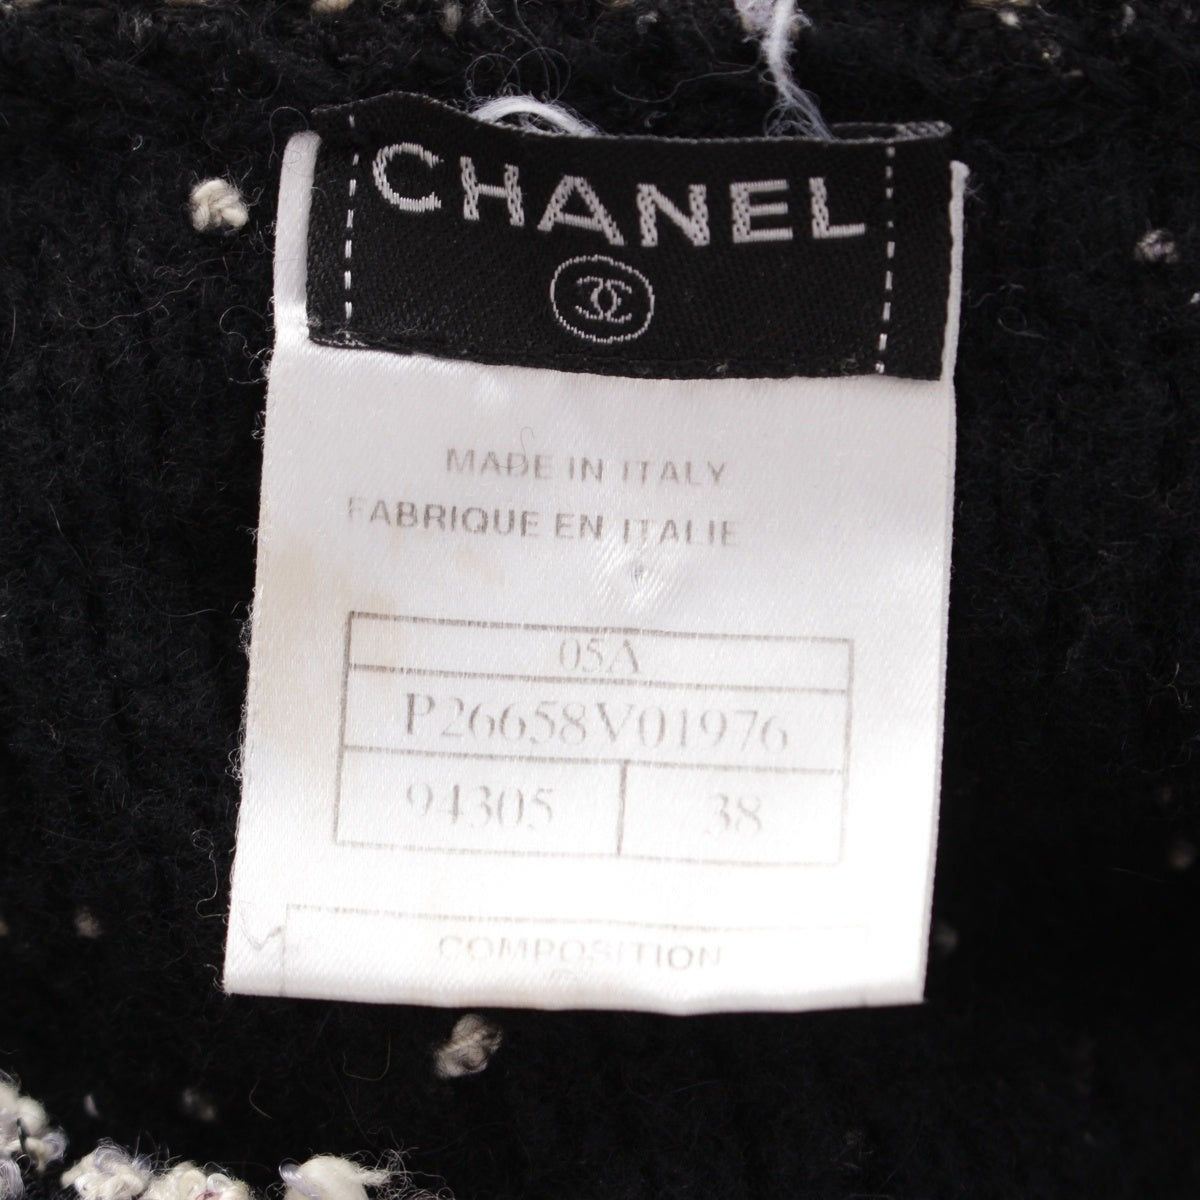 CHANEL
MADE IN ITALY
FABRIQUE EN ITALIE
05A
P26658V01976
94305 38
COMPOSITION